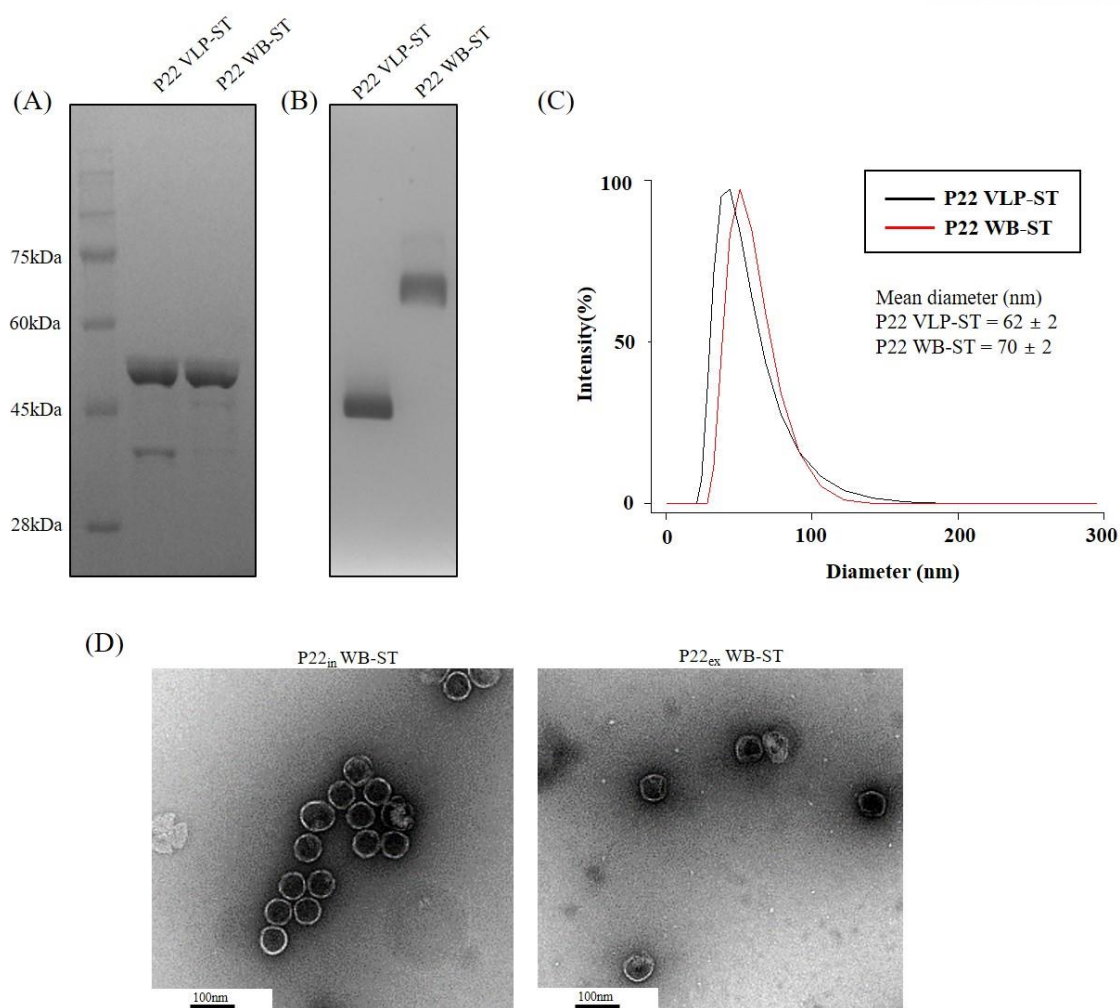 (A)
P22 VLP-ST
P22 WB-ST
75kDa
60kDa
45kDa
28kDa
(B)
P22 VLP-ST
P22 WB-ST
(C)
100
50
0
Intensity(%)
0 100 200 300
Diameter (nm)
P22 VLP-ST
P22 WB-ST
Mean diameter (nm)
P22 VLP-ST = 62 ± 2
P22 WB-ST = 70 ± 2
(D)
P22in WB-ST
100nm
P22ex WB-ST
100nm